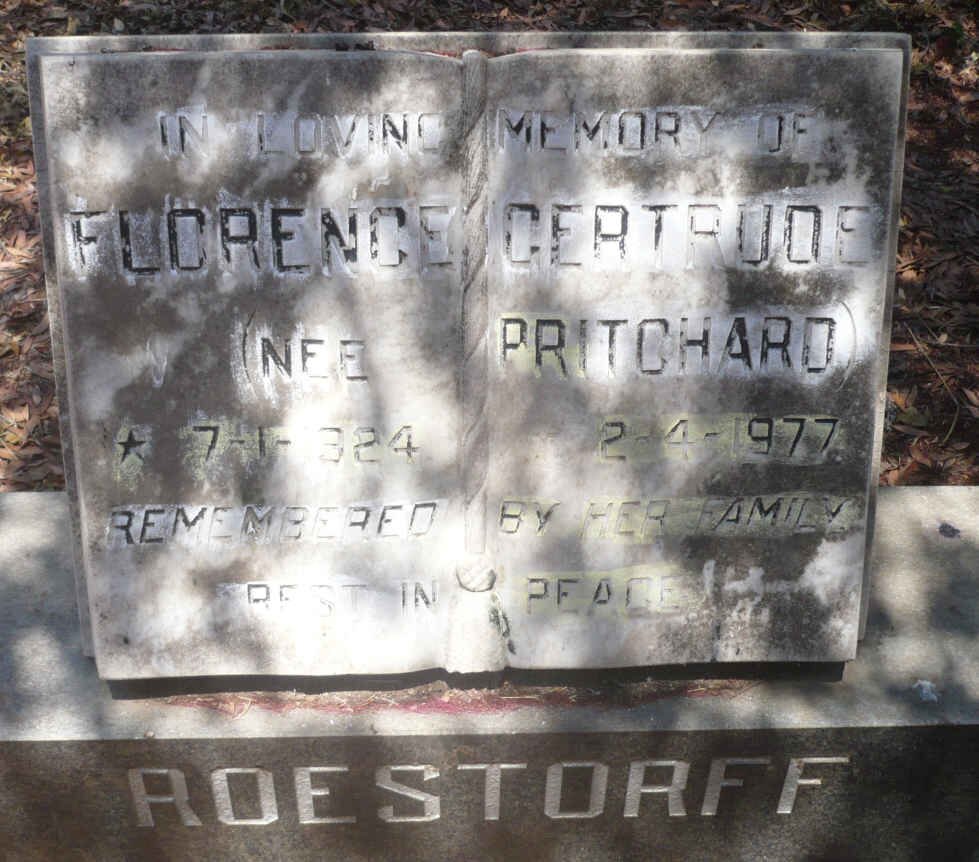 IN LOVING MEMORY OF
FLORENCE GERTRUDE
(NEE PRITCHARD)
★ 7-1-1924 2-4-1977
REMEMBERED BY HER FAMILY
REST IN PEACE
ROESTORFF